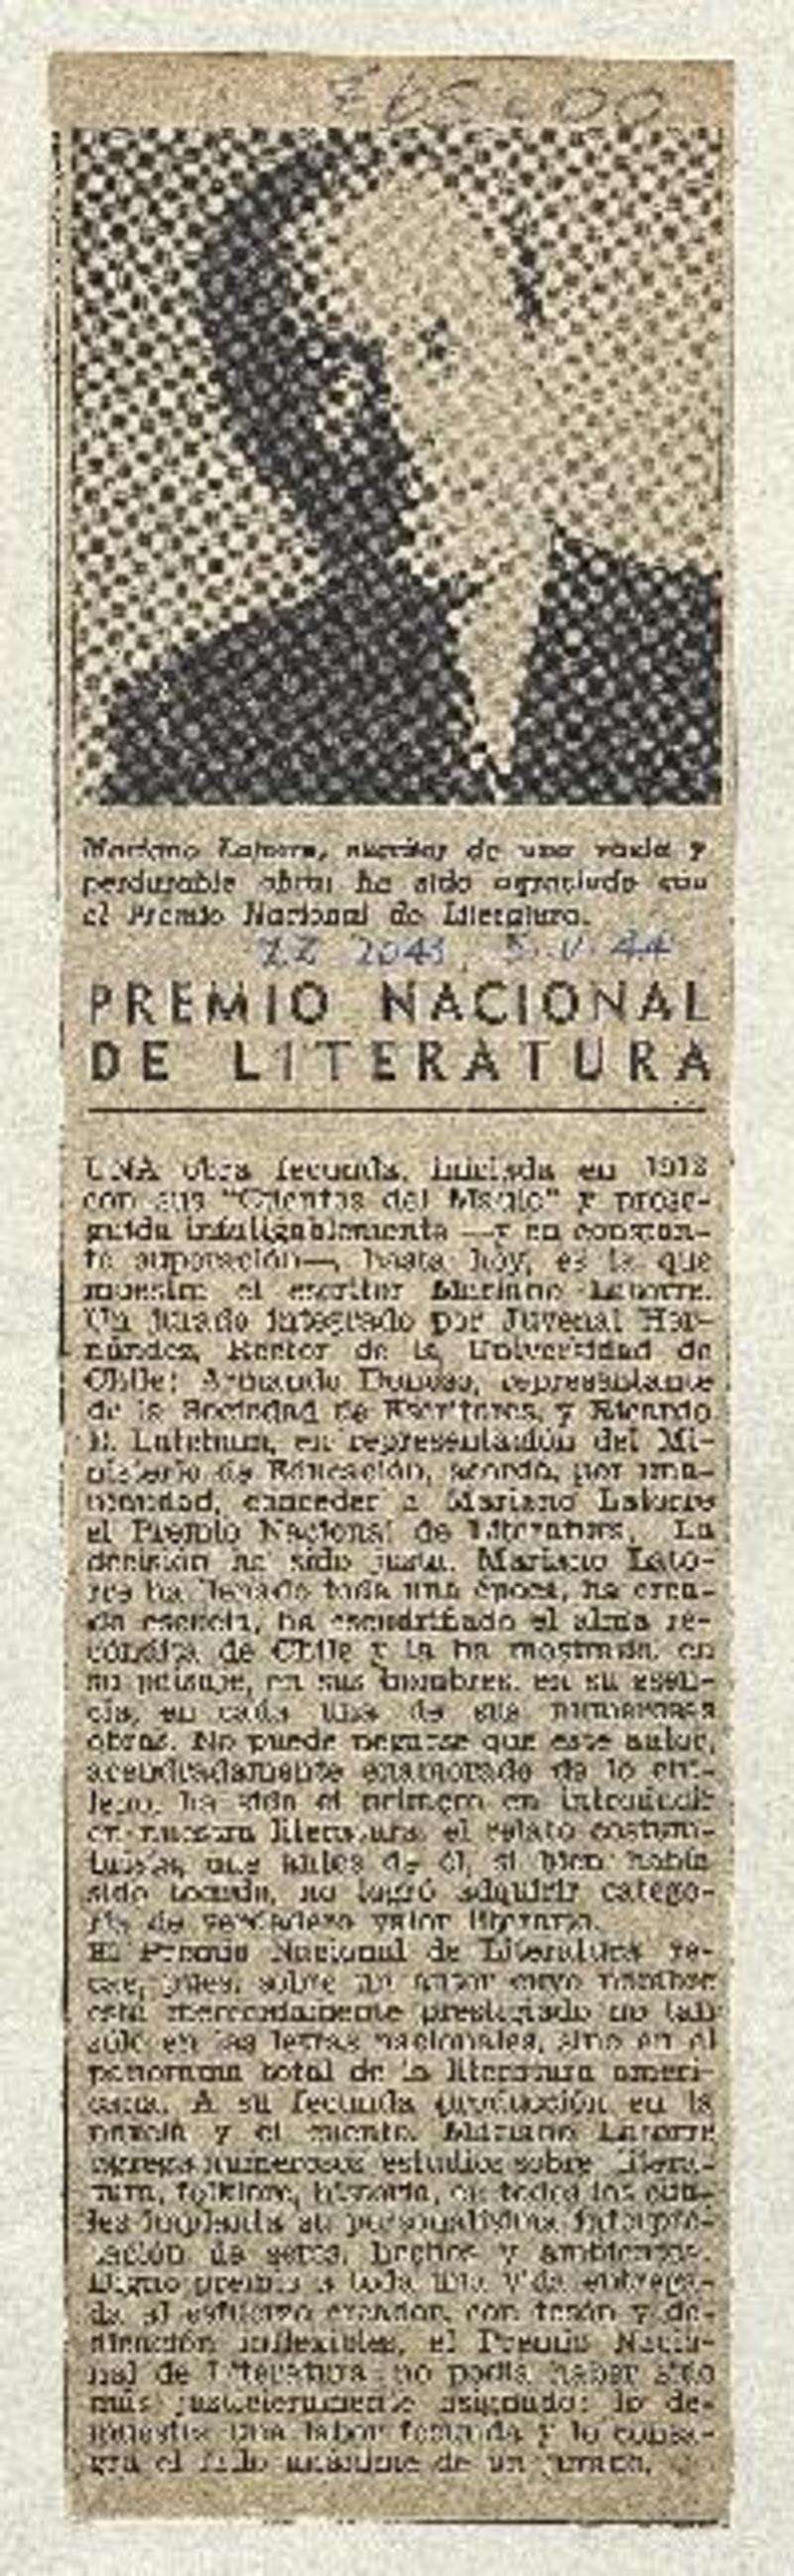 Mariano Latorre, escritor de una vasta y
perdurable obra, ha sido agraciado con
el Premio Nacional de Literatura.
ZZ 2041, 5-V-44
PREMIO NACIONAL
DE LITERATURA
UNA obra fecunda, iniciada en 1912
con sus "Cuentos del Maule" y prose-
guida infatigablemente —y en constan-
te superación—, hasta hoy, es la que
muestra el escritor Mariano Latorre.
Un jurado integrado por Juvenal Her-
nández, Rector de la Universidad de
Chile; Armando Donoso, representante
de la Sociedad de Escritores, y Ricardo
E. Latcham, en representación del Mi-
nisterio de Educación, acordó, por una-
nimidad, conceder a Mariano Latorre
el Premio Nacional de Literatura. La
decisión ha sido justa. Mariano Lato-
rre ha llenado toda una época, ha crea-
do escuela, ha escudriñado el alma re-
cóndita de Chile y la ha mostrado, en
su paisaje, en sus hombres, en su esen-
cia, en cada una de sus numerosas
obras. No puede negarse que este autor,
acendradamente enamorado de lo chi-
leno, ha sido el primero en introducir
en nuestra literatura el relato costum-
brista, que antes de él, si bien había
sido tocado, no logró adquirir catego-
ría de verdadero valor literario.
El Premio Nacional de Literatura re-
cae, pues, sobre un autor cuyo nombre
está merecidamente prestigiado no tan
sólo en las letras nacionales, sino en el
panorama total de la literatura ameri-
cana. A su fecunda producción en la
novela y el cuento, Mariano Latorre
agrega numerosos estudios sobre litera-
tura, folklore, historia, en todos los cua-
les implanta su personalísima interpre-
tación de seres, hechos y ambientes.
Digno premio a toda una vida entrega-
da al esfuerzo creador, con tesón y de-
dicación inflexibles, el Premio Nacio-
nal de Literatura no podía haber sido
más justicieramente asignado: lo de-
muestra una labor fecunda y lo consa-
gra el fallo unánime de un jurado.